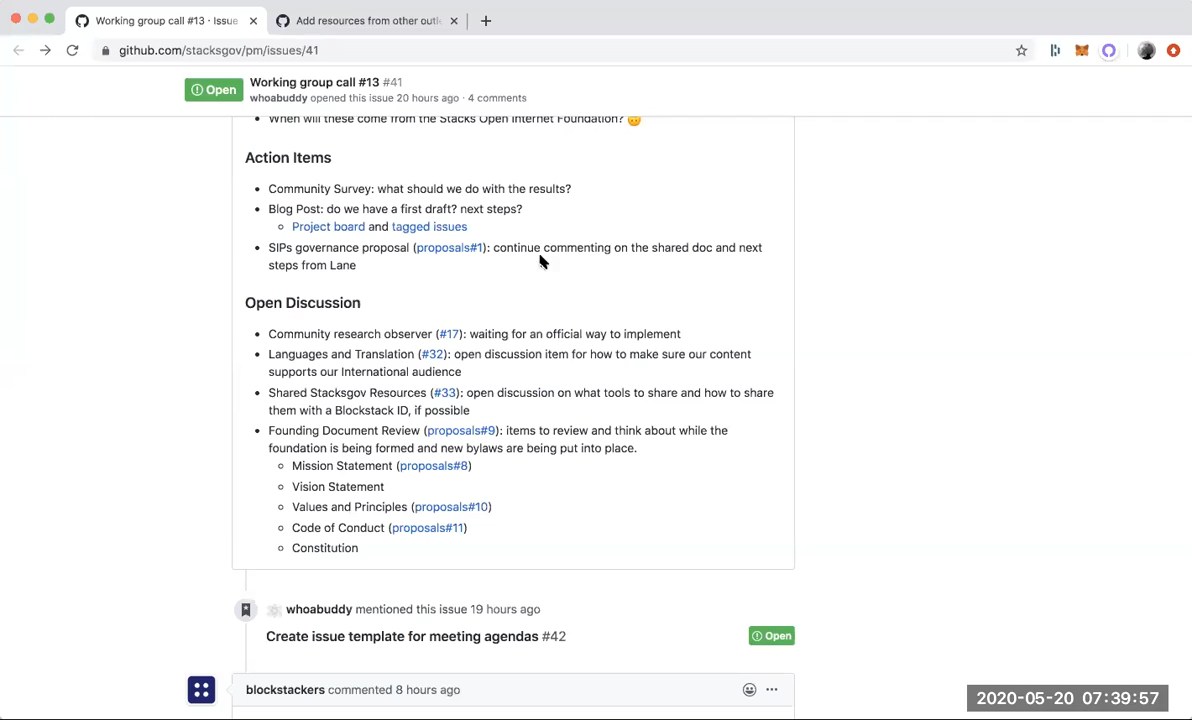 Working group call #13 · Issue
Add resources from other outl
github.com/stacksgov/pm/issues/41
Open
Working group call #13 #41
whoabuddy opened this issue 20 hours ago · 4 comments
When will these come from the Stacks Open Internet Foundation?
Action Items
Community Survey: what should we do with the results?
Blog Post: do we have a first draft? next steps?
Project board and tagged issues
SIPs governance proposal (proposals#1): continue commenting on the shared doc and next
steps from Lane
Open Discussion
Community research observer (#17): waiting for an official way to implement
Languages and Translation (#32): open discussion item for how to make sure our content
supports our International audience
Shared Stacksgov Resources (#33): open discussion on what tools to share and how to share
them with a Blockstack ID, if possible
Founding Document Review (proposals#9): items to review and think about while the
foundation is being formed and new bylaws are being put into place.
Mission Statement (proposals#8)
Vision Statement
Values and Principles (proposals#10)
Code of Conduct (proposals#11)
Constitution
whoabuddy mentioned this issue 19 hours ago
Create issue template for meeting agendas #42
Open
blockstackers commented 8 hours ago
2020-05-20 07:39:57